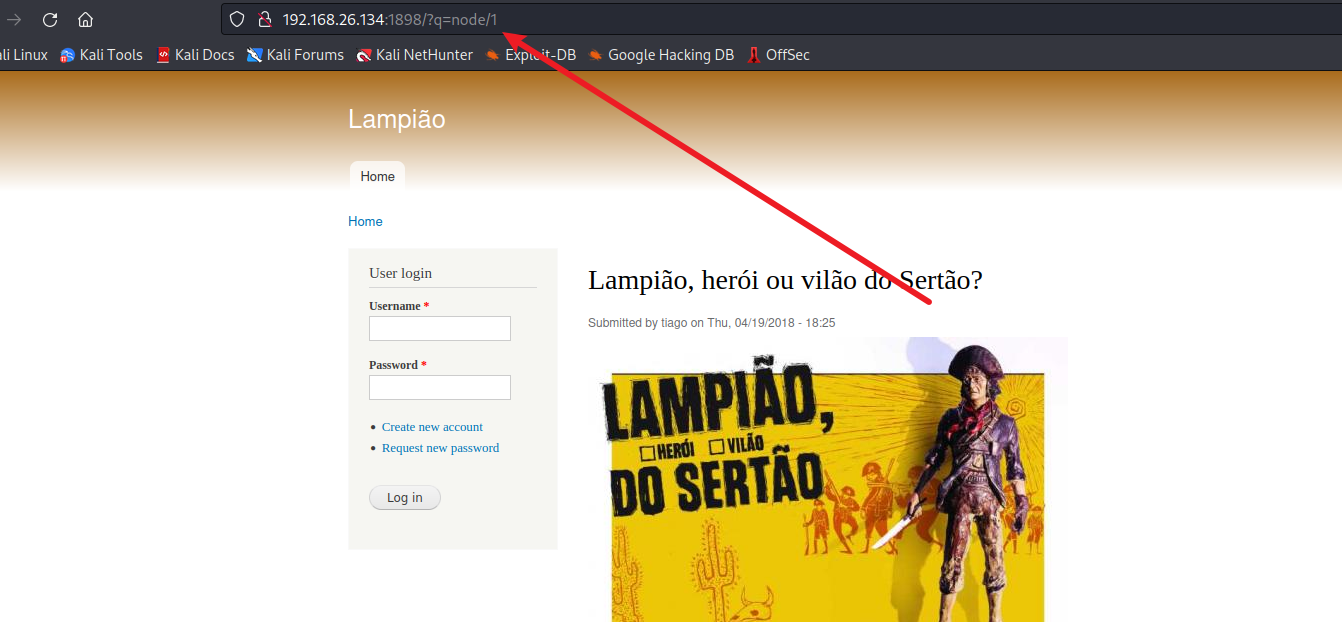 192.168.26.134:1898/?q=node/1
ali Linux Kali Tools Kali Docs Kali Forums Kali NetHunter Exploit-DB Google Hacking DB OffSec
Lampião
Home
Home
User login
Username *
Password *
Create new account
Request new password
Log in
Lampião, herói ou vilão do Sertão?
Submitted by tiago on Thu, 04/19/2018 - 18:25
LAMPIÃO,
HERÓI VILÃO
DO SERTÃO